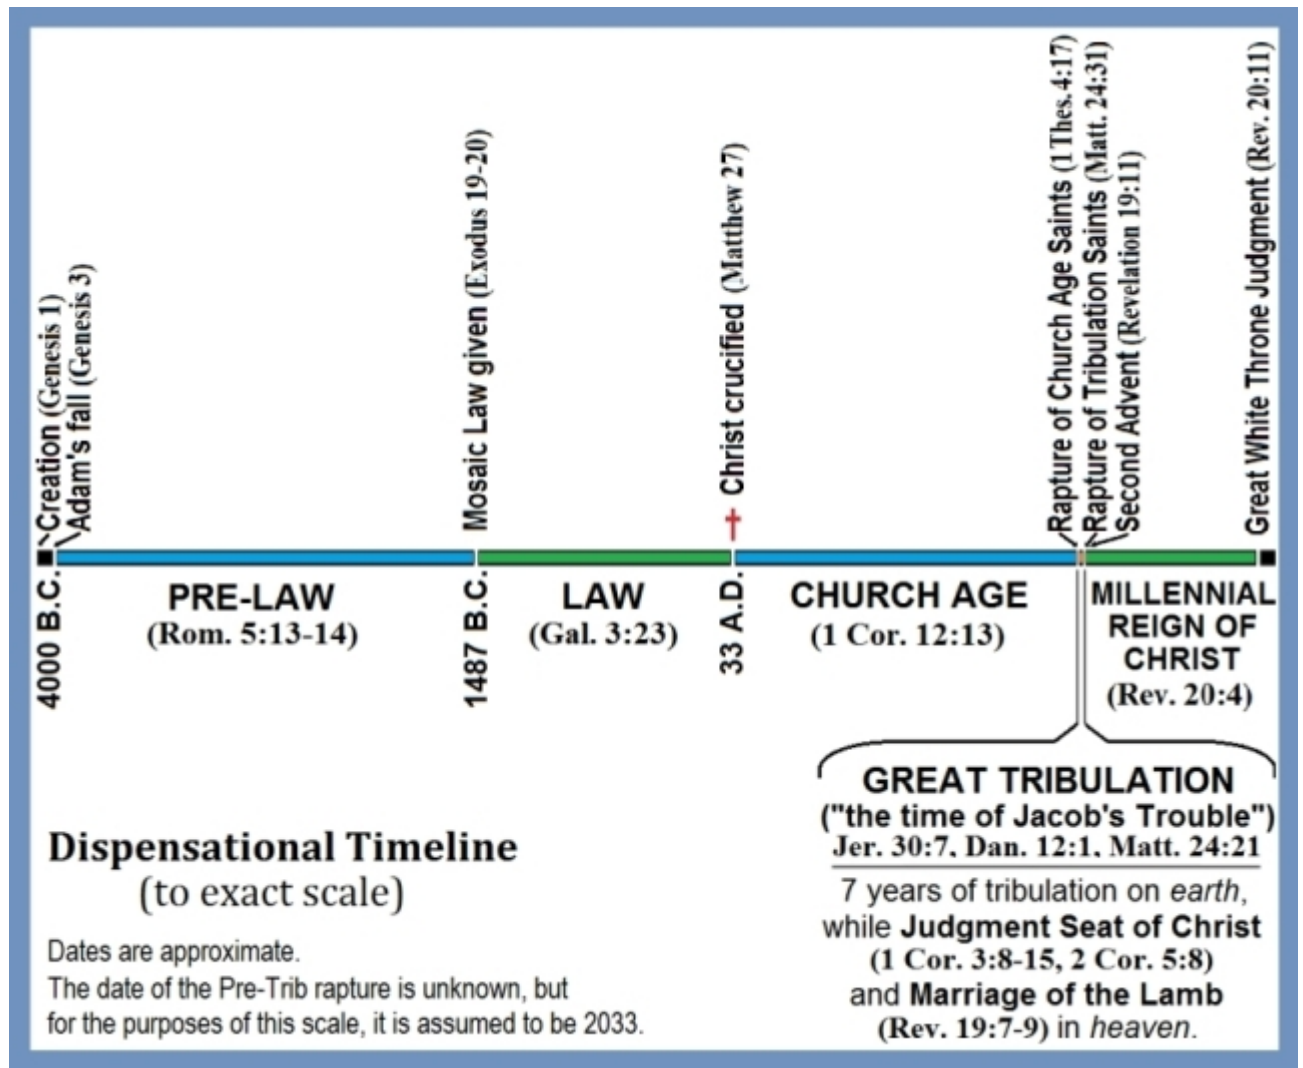 Creation (Genesis 1)
Adam's fall (Genesis 3)
Mosaic Law given (Exodus 19-20)
Christ crucified (Matthew 27)
Rapture of Church Age Saints (1 Thes. 4:17)
Rapture of Tribulation Saints (Matt. 24:31)
Second Advent (Revelation 19:11)
Great White Throne Judgment (Rev. 20:11)
4000 B.C.
PRE-LAW
(Rom. 5:13-14)
1487 B.C.
LAW
(Gal. 3:23)
33 A.D.
CHURCH AGE
(1 Cor. 12:13)
MILLENNIAL
REIGN OF
CHRIST
(Rev. 20:4)
GREAT TRIBULATION
("the time of Jacob's Trouble")
Jer. 30:7, Dan. 12:1, Matt. 24:21
7 years of tribulation on earth,
while Judgment Seat of Christ
(1 Cor. 3:8-15, 2 Cor. 5:8)
and Marriage of the Lamb
(Rev. 19:7-9) in heaven.
Dispensational Timeline
(to exact scale)
Dates are approximate.
The date of the Pre-Trib rapture is unknown, but
for the purposes of this scale, it is assumed to be 2033.